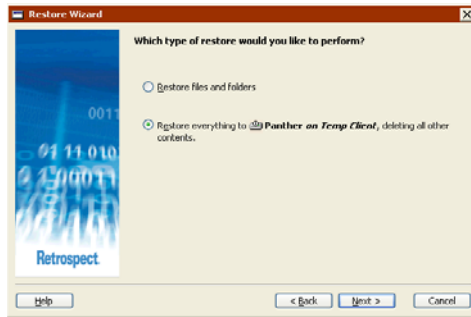 Restore Wizard
Which type of restore would you like to perform?
Restore files and folders
Restore everything to Panther on Temp Client, deleting all other
contents.
0011
01 11 010
Retrospect
Help
< Back
Next >
Cancel